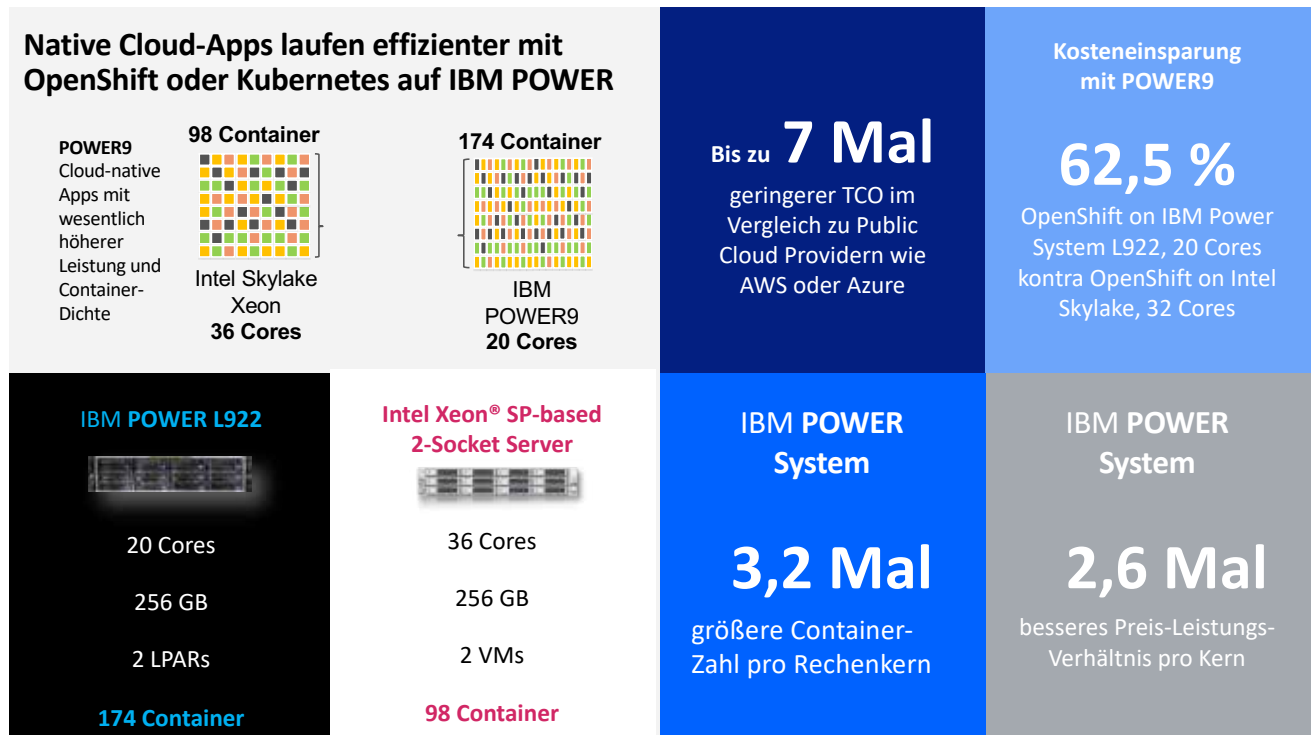 Native Cloud-Apps laufen effizienter mit
OpenShift oder Kubernetes auf IBM POWER
POWER9
Cloud-native
Apps mit
wesentlich
höherer
Leistung und
Container-
Dichte
98 Container
Intel Skylake
Xeon
36 Cores
174 Container
IBM
POWER9
20 Cores
Bis zu 7 Mal
geringerer TCO im
Vergleich zu Public
Cloud Providern wie
AWS oder Azure
Kosteneinsparung
mit POWER9
62,5 %
OpenShift on IBM Power
System L922, 20 Cores
kontra OpenShift on Intel
Skylake, 32 Cores
IBM POWER L922
20 Cores
256 GB
2 LPARs
174 Container
Intel Xeon® SP-based
2-Socket Server
36 Cores
256 GB
2 VMs
98 Container
IBM POWER
System
3,2 Mal
größere Container-
Zahl pro Rechenkern
IBM POWER
System
2,6 Mal
besseres Preis-Leistungs-
Verhältnis pro Kern